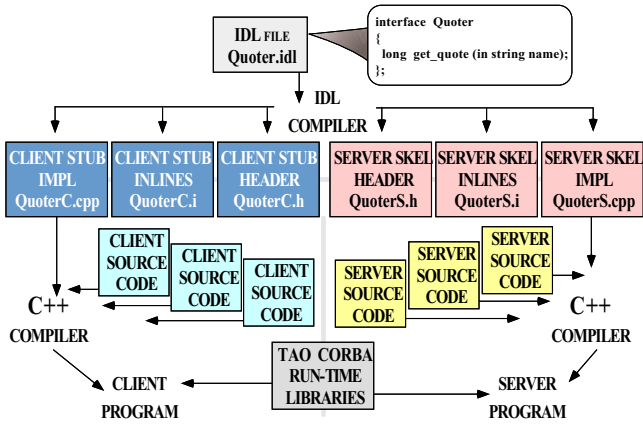 IDL FILE
Quoter.idl
interface Quoter
{
long get_quote (in string name);
};
IDL
COMPILER
CLIENT STUB
IMPL
QuoterC.cpp
CLIENT STUB
INLINES
QuoterC.i
CLIENT STUB
HEADER
QuoterC.h
SERVER SKEL
HEADER
QuoterS.h
SERVER SKEL
INLINES
QuoterS.i
SERVER SKEL
IMPL
QuoterS.cpp
CLIENT
SOURCE
CODE
CLIENT
SOURCE
CODE
CLIENT
SOURCE
CODE
SERVER
SOURCE
CODE
SERVER
SOURCE
CODE
SERVER
SOURCE
CODE
C++
COMPILER
C++
COMPILER
TAO CORBA
RUN-TIME
LIBRARIES
CLIENT
PROGRAM
SERVER
PROGRAM